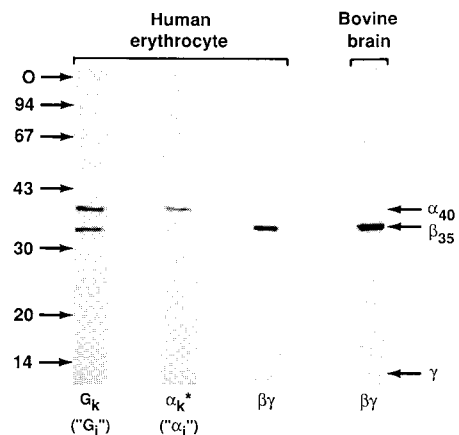 Human
erythrocyte
Bovine
brain
O
94
67
43
30
20
14
α40
β35
γ
Gk
("Gi")
αk*
("αi")
βγ
βγ